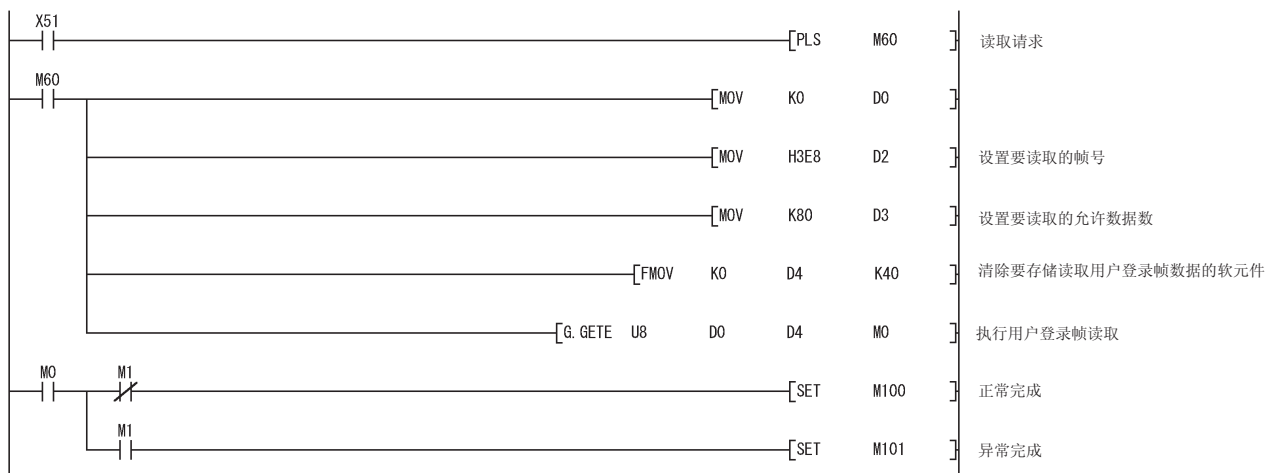 X51
PLS M60 读取请求
M60
MOV K0 D0
MOV H3E8 D2 设置要读取的帧号
MOV K80 D3 设置要读取的允许数据数
FMOV K0 D4 K40 清除要存储读取用户登录帧数据的软元件
G.GETE U8 D0 D4 M0 执行用户登录帧读取
M0 M1
SET M100 正常完成
M1
SET M101 异常完成